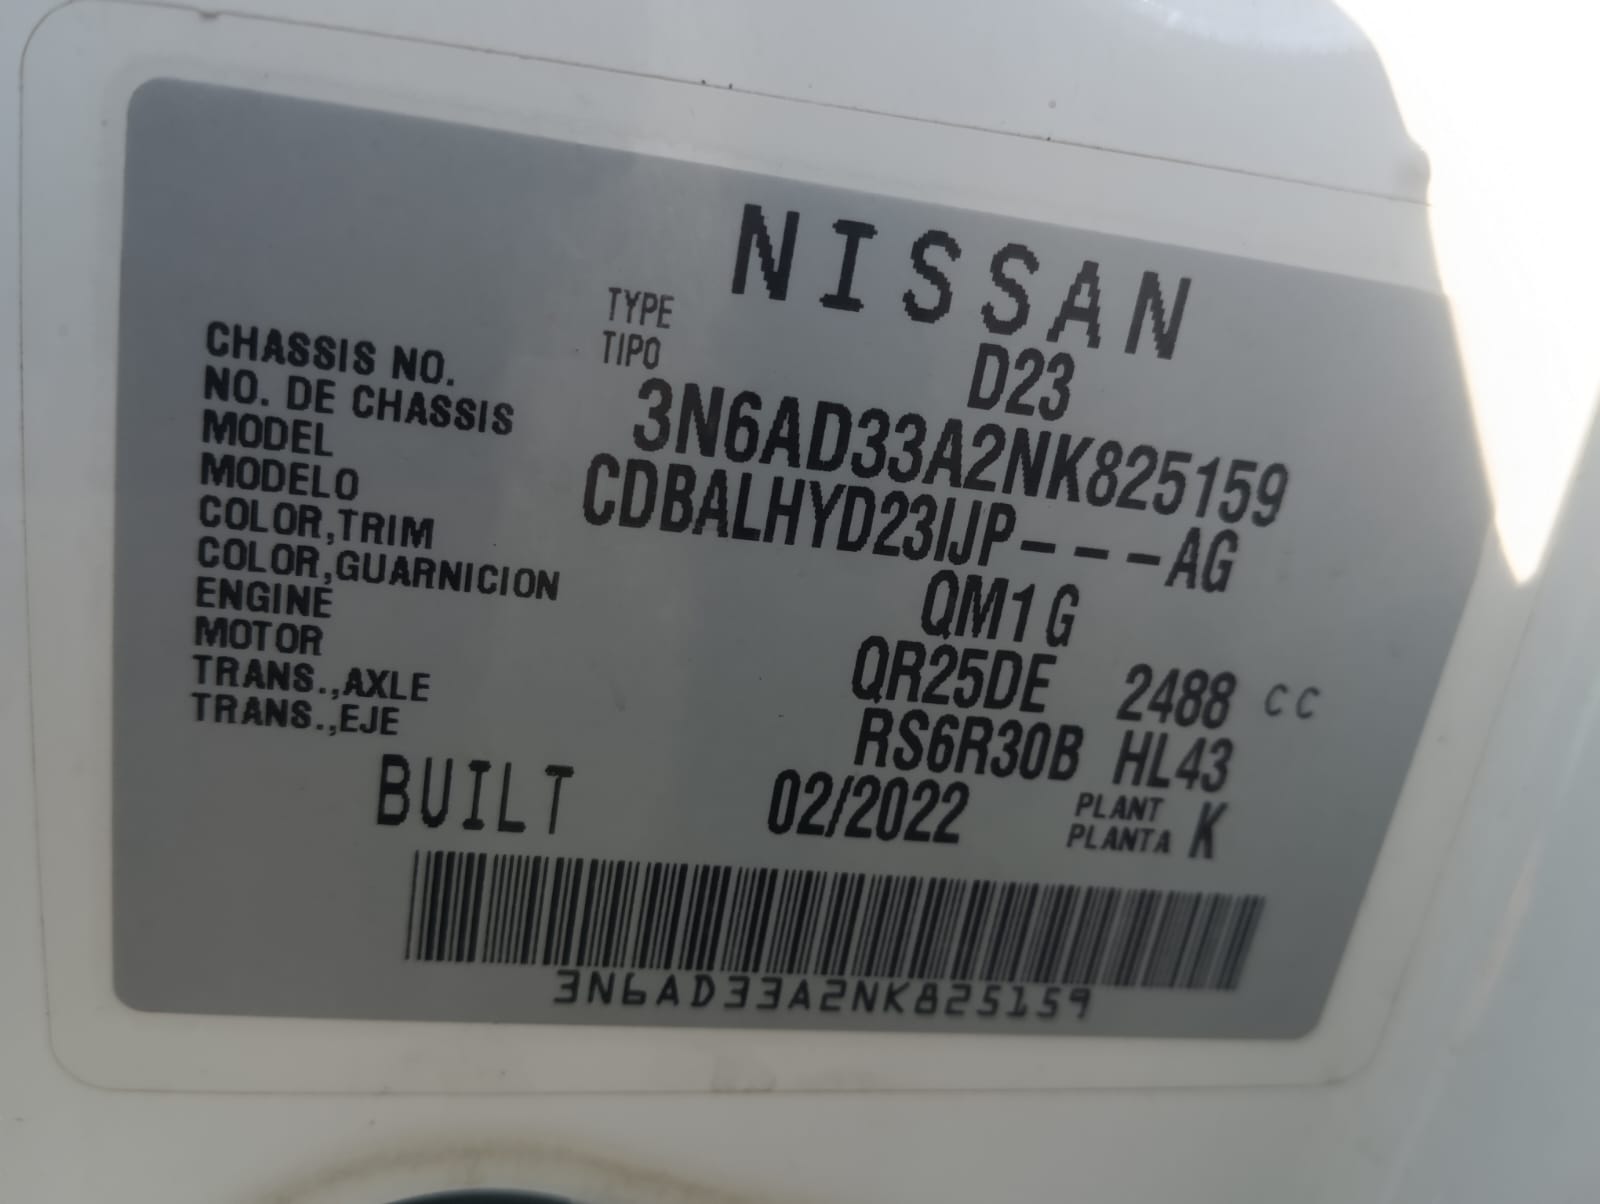 NISSAN
TYPE
TIPO D23
CHASSIS NO.
NO. DE CHASSIS 3N6AD33A2NK825159
MODEL
MODELO CDBALHYD23IJP---AG
COLOR,TRIM
COLOR,GUARNICION QM1 G
ENGINE
MOTOR QR25DE 2488 CC
TRANS.,AXLE
TRANS.,EJE RS6R30B HL43
BUILT 02/2022 PLANT
PLANTA K
3N6AD33A2NK825159